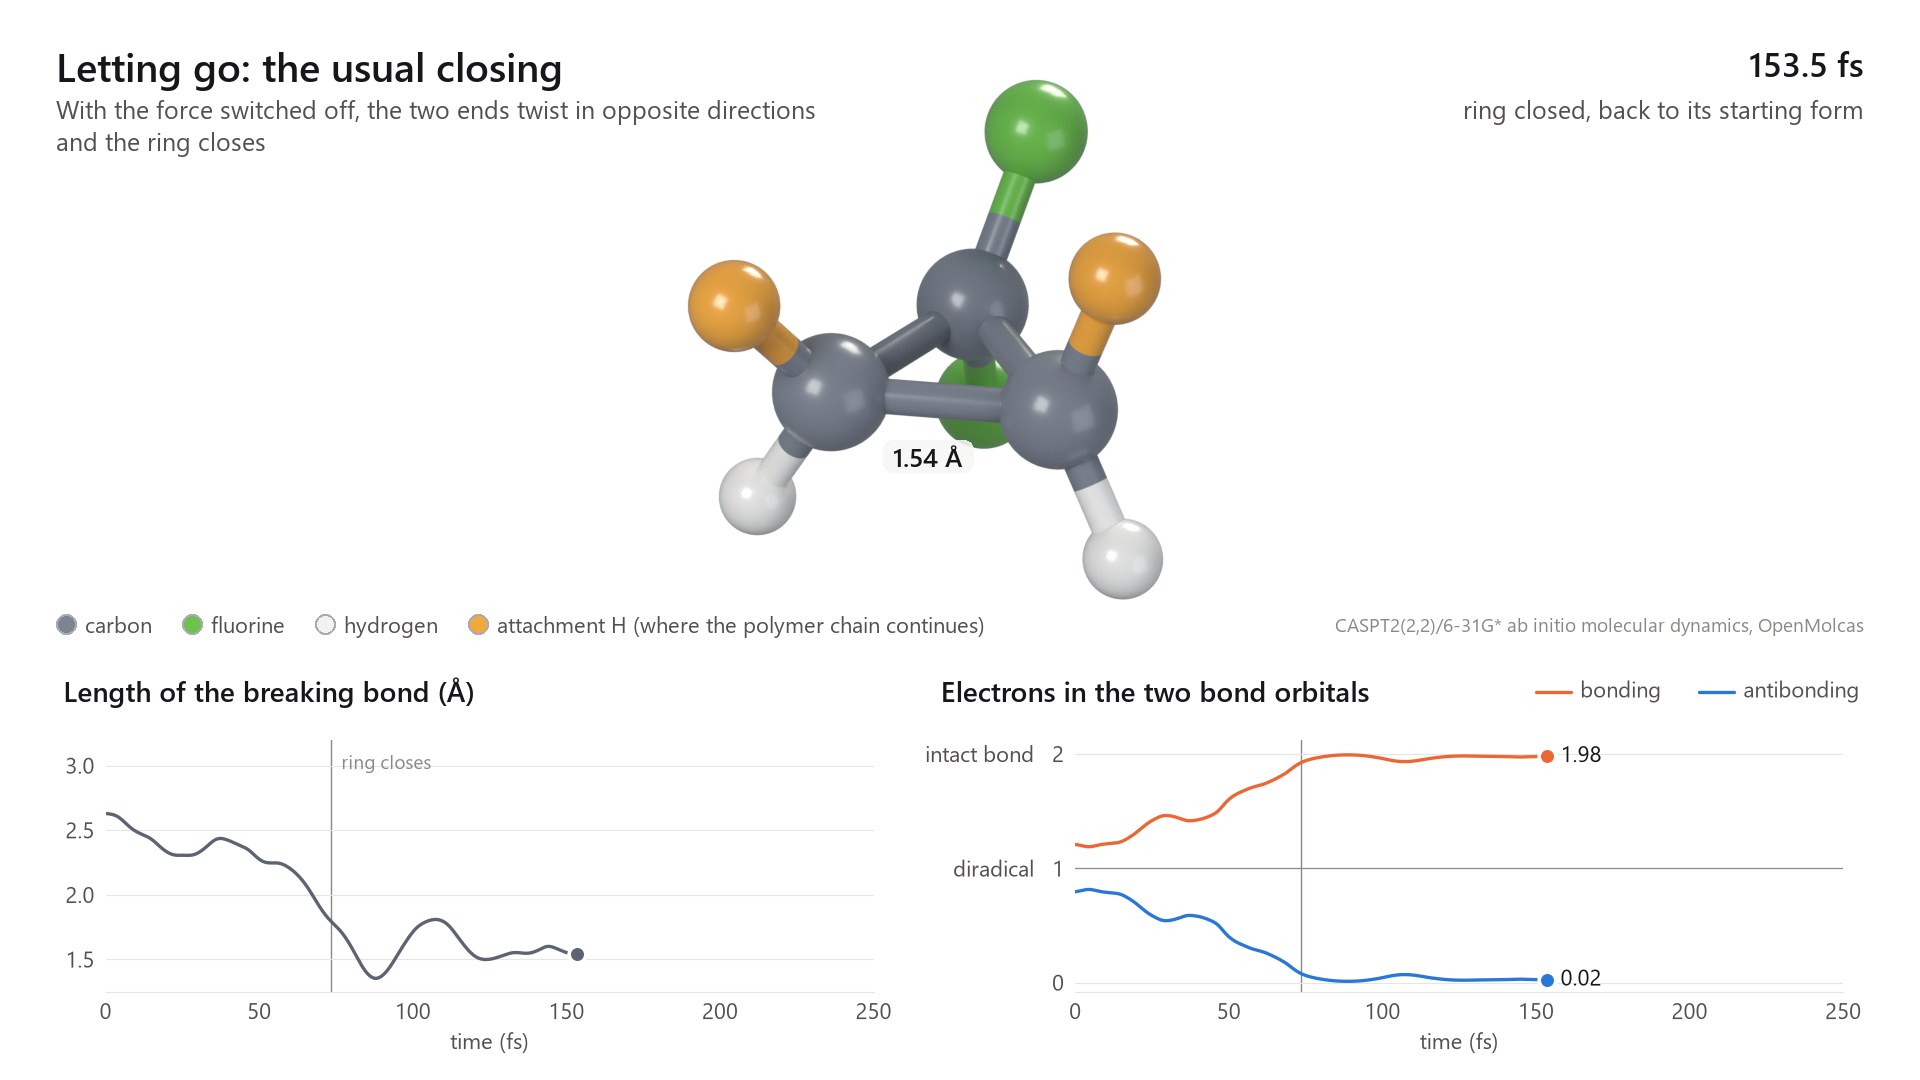 Letting go: the usual closing
With the force switched off, the two ends twist in opposite directions
and the ring closes
153.5 fs
ring closed, back to its starting form
1.54 Å
carbon
fluorine
hydrogen
attachment H (where the polymer chain continues)
CASPT2(2,2)/6-31G* ab initio molecular dynamics, OpenMolcas
Length of the breaking bond (Å)
3.0
2.5
2.0
1.5
ring closes
0 50 100 150 200 250
time (fs)
Electrons in the two bond orbitals
bonding
antibonding
intact bond 2
diradical 1
0
1.98
0.02
0 50 100 150 200 250
time (fs)